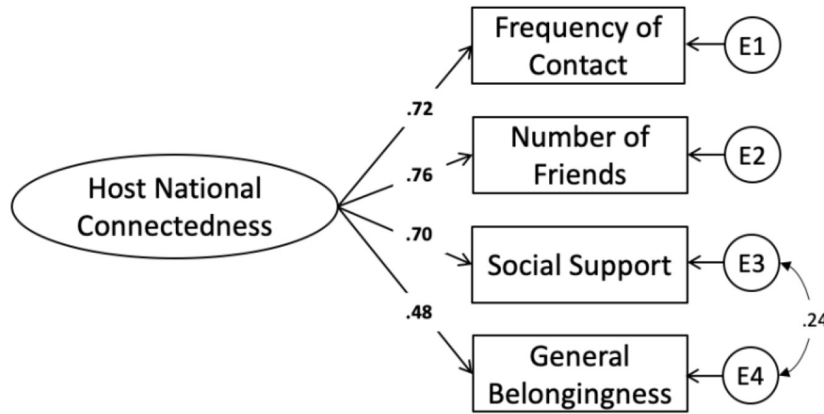 Frequency of
Contact
E1
.72
Number of
Friends
E2
.76
Host National
Connectedness
.70
Social Support
E3
.24
.48
General
Belongingness
E4